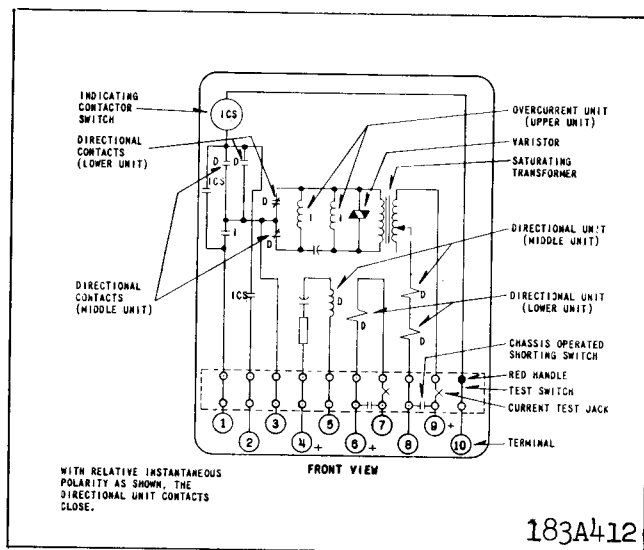 INDICATING
CONTACTOR
SWITCH
ICS
DIRECTIONAL
CONTACTS
(LOWER UNIT)
OVERCURRENT UNIT
(UPPER UNIT)
VARISTOR
SATURATING
TRANSFORMER
D
D
ICS
D
I
I
I
D
DIRECTIONAL UNIT
(MIDDLE UNIT)
DIRECTIONAL
CONTACTS
(MIDDLE UNIT)
ICS
D
D
D
D
DIRECTIONAL UNIT
(LOWER UNIT)
CHASSIS OPERATED
SHORTING SWITCH
RED HANDLE
TEST SWITCH
CURRENT TEST JACK
1
2
3
4 +
5
6 +
7
8
9 +
10
TERMINAL
FRONT VIEW
WITH RELATIVE INSTANTANEOUS
POLARITY AS SHOWN, THE
DIRECTIONAL UNIT CONTACTS
CLOSE.
183A412